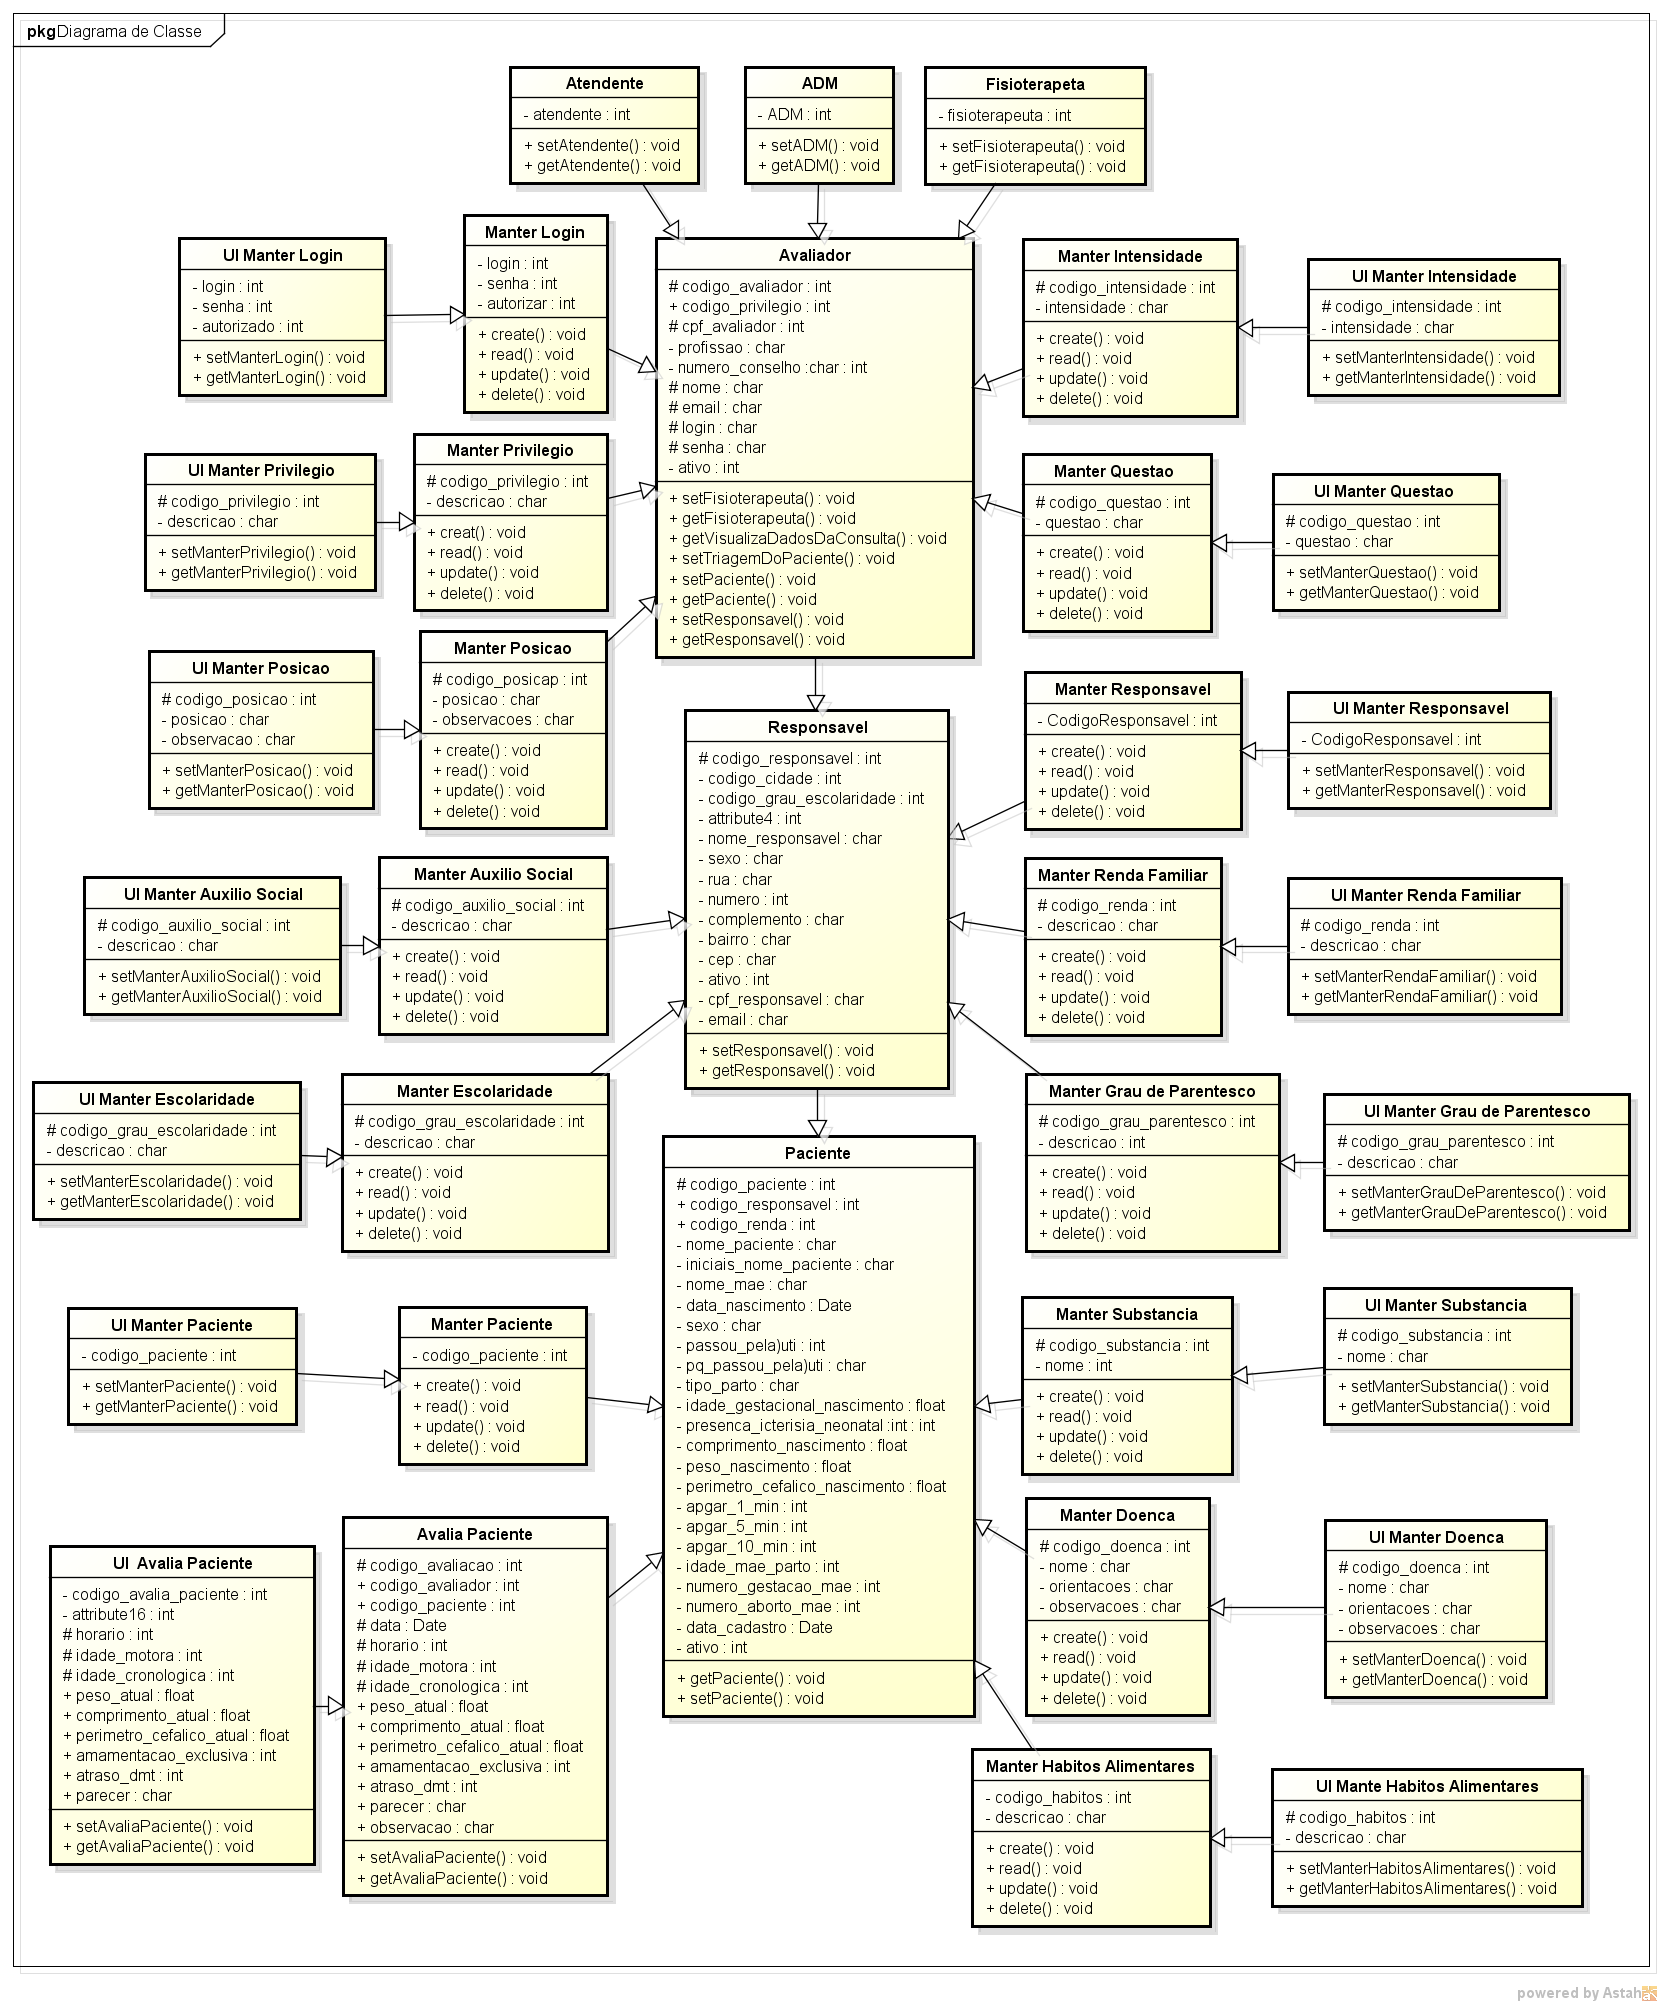 pkg Diagrama de Classe
Atendente
- atendente : int
+ setAtendente() : void
+ getAtendente() : void
ADM
- ADM : int
+ setADM() : void
+ getADM() : void
Fisioterapeta
- fisioterapeuta : int
+ setFisioterapeuta() : void
+ getFisioterapeuta() : void
UI Manter Login
- login : int
- senha : int
- autorizado : int
+ setManterLogin() : void
+ getManterLogin() : void
Manter Login
- login : int
- senha : int
- autorizar : int
+ create() : void
+ read() : void
+ update() : void
+ delete() : void
Avaliador
# codigo_avaliador : int
+ codigo_privilegio : int
# cpf_avaliador : int
- profissao : char
- numero_conselho :char : int
# nome : char
# email : char
# login : char
# senha : char
- ativo : int
+ setFisioterapeuta() : void
+ getFisioterapeuta() : void
+ getVisualizaDadosDaConsulta() : void
+ setTriagemDoPaciente() : void
+ setPaciente() : void
+ getPaciente() : void
+ setResponsavel() : void
+ getResponsavel() : void
Manter Intensidade
# codigo_intensidade : int
- intensidade : char
+ create() : void
+ read() : void
+ update() : void
+ delete() : void
UI Manter Intensidade
# codigo_intensidade : int
- intensidade : char
+ setManterIntensidade() : void
+ getManterIntensidade() : void
UI Manter Privilegio
# codigo_privilegio : int
- descricao : char
+ setManterPrivilegio() : void
+ getManterPrivilegio() : void
Manter Privilegio
# codigo_privilegio : int
- descricao : char
+ creat() : void
+ read() : void
+ update() : void
+ delete() : void
Manter Questao
# codigo_questao : int
- questao : char
+ create() : void
+ read() : void
+ update() : void
+ delete() : void
UI Manter Questao
# codigo_questao : int
- questao : char
+ setManterQuestao() : void
+ getManterQuestao() : void
UI Manter Posicao
# codigo_posicao : int
- posicao : char
- observacao : char
+ setManterPosicao() : void
+ getManterPosicao() : void
Manter Posicao
# codigo_posicap : int
- posicao : char
- observacoes : char
+ create() : void
+ read() : void
+ update() : void
+ delete() : void
Responsavel
# codigo_responsavel : int
- codigo_cidade : int
- codigo_grau_escolaridade : int
- attribute4 : int
- nome_responsavel : char
- sexo : char
- rua : char
- numero : int
- complemento : char
- bairro : char
- cep : char
- ativo : int
- cpf_responsavel : char
- email : char
+ setResponsavel() : void
+ getResponsavel() : void
Manter Responsavel
- CodigoResponsavel : int
+ create() : void
+ read() : void
+ update() : void
+ delete() : void
UI Manter Responsavel
- CodigoResponsavel : int
+ setManterResponsavel() : void
+ getManterResponsavel() : void
UI Manter Auxilio Social
# codigo_auxilio_social : int
- descricao : char
+ setManterAuxilioSocial() : void
+ getManterAuxilioSocial() : void
Manter Auxilio Social
# codigo_auxilio_social : int
- descricao : char
+ create() : void
+ read() : void
+ update() : void
+ delete() : void
Manter Renda Familiar
# codigo_renda : int
- descricao : char
+ create() : void
+ read() : void
+ update() : void
+ delete() : void
UI Manter Renda Familiar
# codigo_renda : int
- descricao : char
+ setManterRendaFamiliar() : void
+ getManterRendaFamiliar() : void
UI Manter Escolaridade
# codigo_grau_escolaridade : int
- descricao : char
+ setManterEscolaridade() : void
+ getManterEscolaridade() : void
Manter Escolaridade
# codigo_grau_escolaridade : int
- descricao : char
+ create() : void
+ read() : void
+ update() : void
+ delete() : void
Manter Grau de Parentesco
# codigo_grau_parentesco : int
- descricao : int
+ create() : void
+ read() : void
+ update() : void
+ delete() : void
UI Manter Grau de Parentesco
# codigo_grau_parentesco : int
- descricao : char
+ setManterGrauDeParentesco() : void
+ getManterGrauDeParentesco() : void
Paciente
# codigo_paciente : int
+ codigo_responsavel : int
+ codigo_renda : int
- nome_paciente : char
- iniciais_nome_paciente : char
- nome_mae : char
- data_nascimento : Date
- sexo : char
- passou_pela)uti : int
- pq_passou_pela)uti : char
- tipo_parto : char
- idade_gestacional_nascimento : float
- presenca_icterisia_neonatal :int : int
- comprimento_nascimento : float
- peso_nascimento : float
- perimetro_cefalico_nascimento : float
- apgar_1_min : int
- apgar_5_min : int
- apgar_10_min : int
- idade_mae_parto : int
- numero_gestacao_mae : int
- numero_aborto_mae : int
- data_cadastro : Date
- ativo : int
+ getPaciente() : void
+ setPaciente() : void
UI Manter Paciente
- codigo_paciente : int
+ setManterPaciente() : void
+ getManterPaciente() : void
Manter Paciente
- codigo_paciente : int
+ create() : void
+ read() : void
+ update() : void
+ delete() : void
Manter Substancia
# codigo_substancia : int
- nome : int
+ create() : void
+ read() : void
+ update() : void
+ delete() : void
UI Manter Substancia
# codigo_substancia : int
- nome : char
+ setManterSubstancia() : void
+ getManterSubstancia() : void
UI  Avalia Paciente
- codigo_avalia_paciente : int
- attribute16 : int
# horario : int
# idade_motora : int
# idade_cronologica : int
+ peso_atual : float
+ comprimento_atual : float
+ perimetro_cefalico_atual : float
+ amamentacao_exclusiva : int
+ atraso_dmt : int
+ parecer : char
+ setAvaliaPaciente() : void
+ getAvaliaPaciente() : void
Avalia Paciente
# codigo_avaliacao : int
+ codigo_avaliador : int
+ codigo_paciente : int
# data : Date
# horario : int
# idade_motora : int
# idade_cronologica : int
+ peso_atual : float
+ comprimento_atual : float
+ perimetro_cefalico_atual : float
+ amamentacao_exclusiva : int
+ atraso_dmt : int
+ parecer : char
+ observacao : char
+ setAvaliaPaciente() : void
+ getAvaliaPaciente() : void
Manter Doenca
# codigo_doenca : int
- nome : char
- orientacoes : char
- observacoes : char
+ create() : void
+ read() : void
+ update() : void
+ delete() : void
UI Manter Doenca
# codigo_doenca : int
- nome : char
- orientacoes : char
- observacoes : char
+ setManterDoenca() : void
+ getManterDoenca() : void
Manter Habitos Alimentares
- codigo_habitos : int
- descricao : char
+ create() : void
+ read() : void
+ update() : void
+ delete() : void
UI Mante Habitos Alimentares
# codigo_habitos : int
- descricao : char
+ setManterHabitosAlimentares() : void
+ getManterHabitosAlimentares() : void
powered by Astah